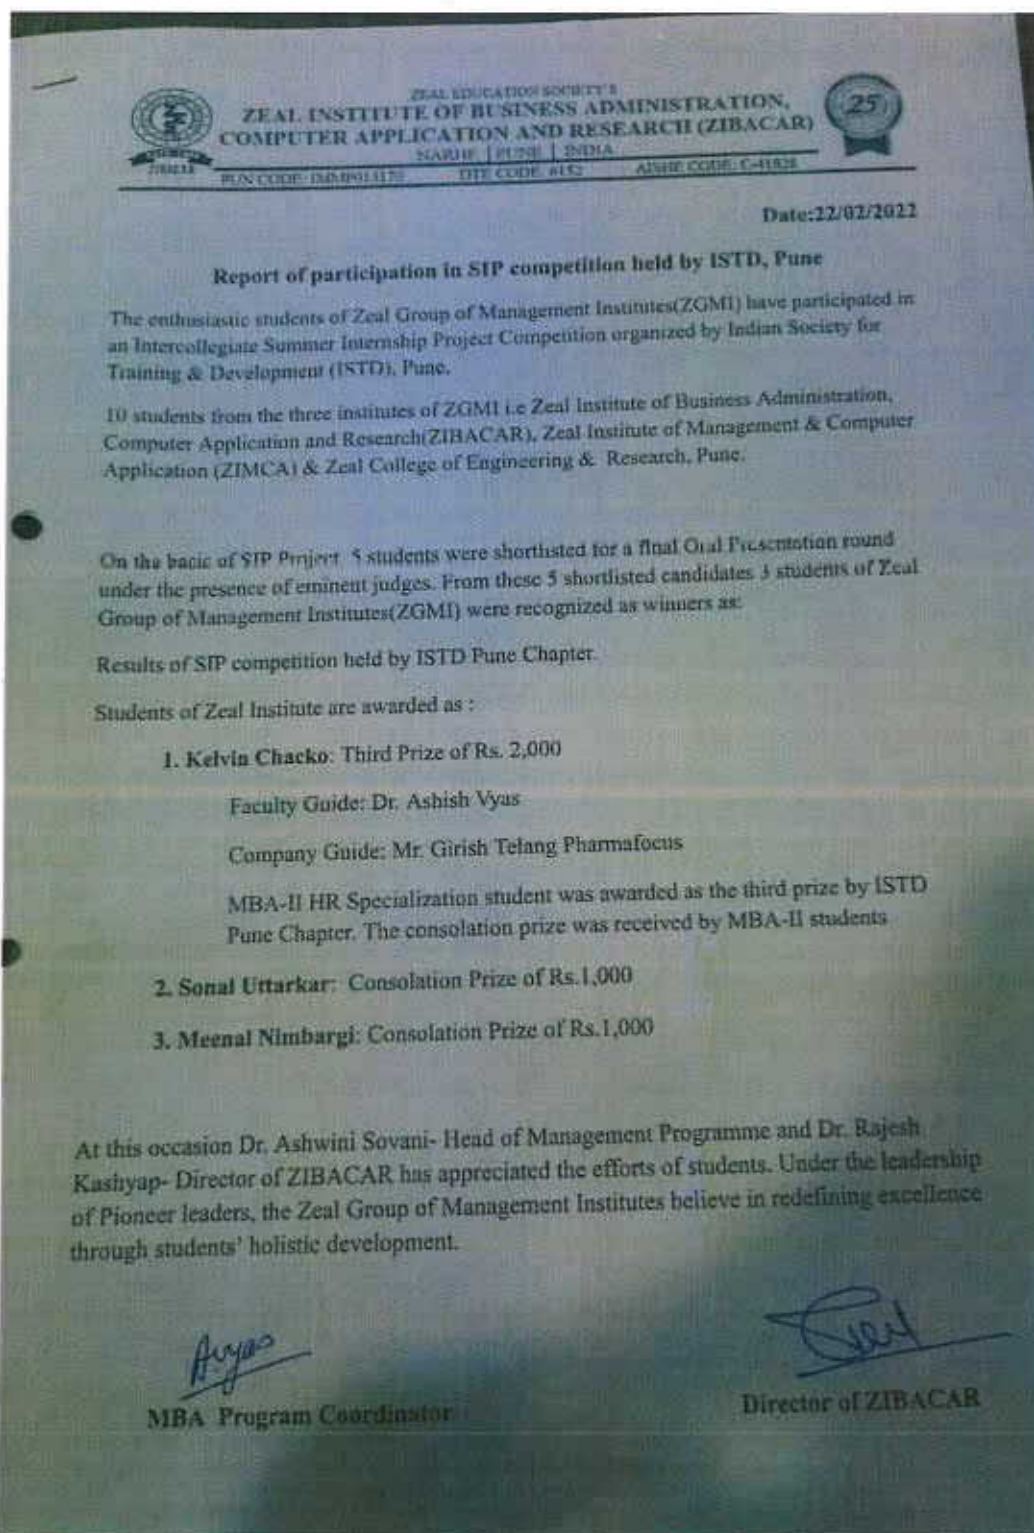 ZEAL EDUCATION SOCIETY'S
ZEAL INSTITUTE OF BUSINESS ADMINISTRATION,
COMPUTER APPLICATION AND RESEARCH (ZIBACAR)
NARHE | PUNE | INDIA
PUN CODE: DTE CODE: 6152 AISHE CODE: C-41828
ZIBACAR
25
Date:22/02/2022
Report of participation in SIP competition held by ISTD, Pune
The enthusiastic students of Zeal Group of Management Institutes(ZGMI) have participated in
an Intercollegiate Summer Internship Project Competition organized by Indian Society for
Training & Development (ISTD), Pune.
10 students from the three institutes of ZGMI i.e Zeal Institute of Business Administration,
Computer Application and Research(ZIBACAR), Zeal Institute of Management & Computer
Application (ZIMCA) & Zeal College of Engineering & Research, Pune.
On the basic of SIP Project 5 students were shortlisted for a final Oral Presentation round
under the presence of eminent judges. From these 5 shortlisted candidates 3 students of Zeal
Group of Management Institutes(ZGMI) were recognized as winners as:
Results of SIP competition held by ISTD Pune Chapter.
Students of Zeal Institute are awarded as :
1. Kelvin Chacko: Third Prize of Rs. 2,000
Faculty Guide: Dr. Ashish Vyas
Company Guide: Mr. Girish Telang Pharmafocus
MBA-II HR Specialization student was awarded as the third prize by ISTD
Pune Chapter. The consolation prize was received by MBA-II students
2. Sonal Uttarkar: Consolation Prize of Rs.1,000
3. Meenal Nimbargi: Consolation Prize of Rs.1,000
At this occasion Dr. Ashwini Sovani- Head of Management Programme and Dr. Rajesh
Kashyap- Director of ZIBACAR has appreciated the efforts of students. Under the leadership
of Pioneer leaders, the Zeal Group of Management Institutes believe in redefining excellence
through students' holistic development.
Avyas
MBA Program Coordinator
Director of ZIBACAR